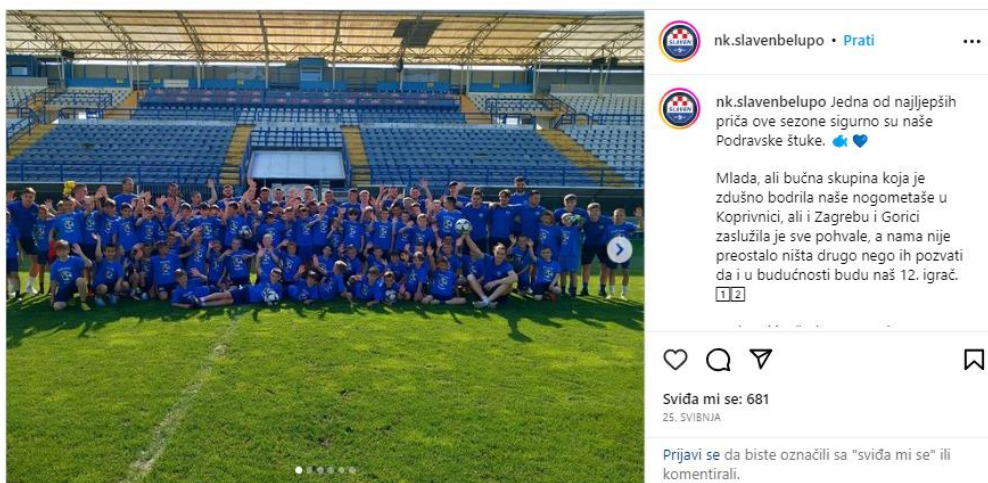 nk.slavenbelupo • Prati
nk.slavenbelupo Jedna od najljepših
priča ove sezone sigurno su naše
Podravske štuke.
Mlada, ali bučna skupina koja je
zdušno bodrila naše nogometaše u
Koprivnici, ali i Zagrebu i Gorici
zaslužila je sve pohvale, a nama nije
preostalo ništa drugo nego ih pozvati
da i u budućnosti budu naš 12. igrač.
1 2
Sviđa mi se: 681
25. SVIBNJA
Prijavi se da biste označili sa "sviđa mi se" ili
komentirali.